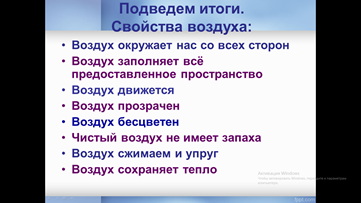 Подведем итоги.
Свойства воздуха:
• Воздух окружает нас со всех сторон
• Воздух заполняет всё
предоставленное пространство
• Воздух движется
• Воздух прозрачен
• Воздух бесцветен
• Чистый воздух не имеет запаха
• Воздух сжимаем и упруг
• Воздух сохраняет тепло
Активация Windows